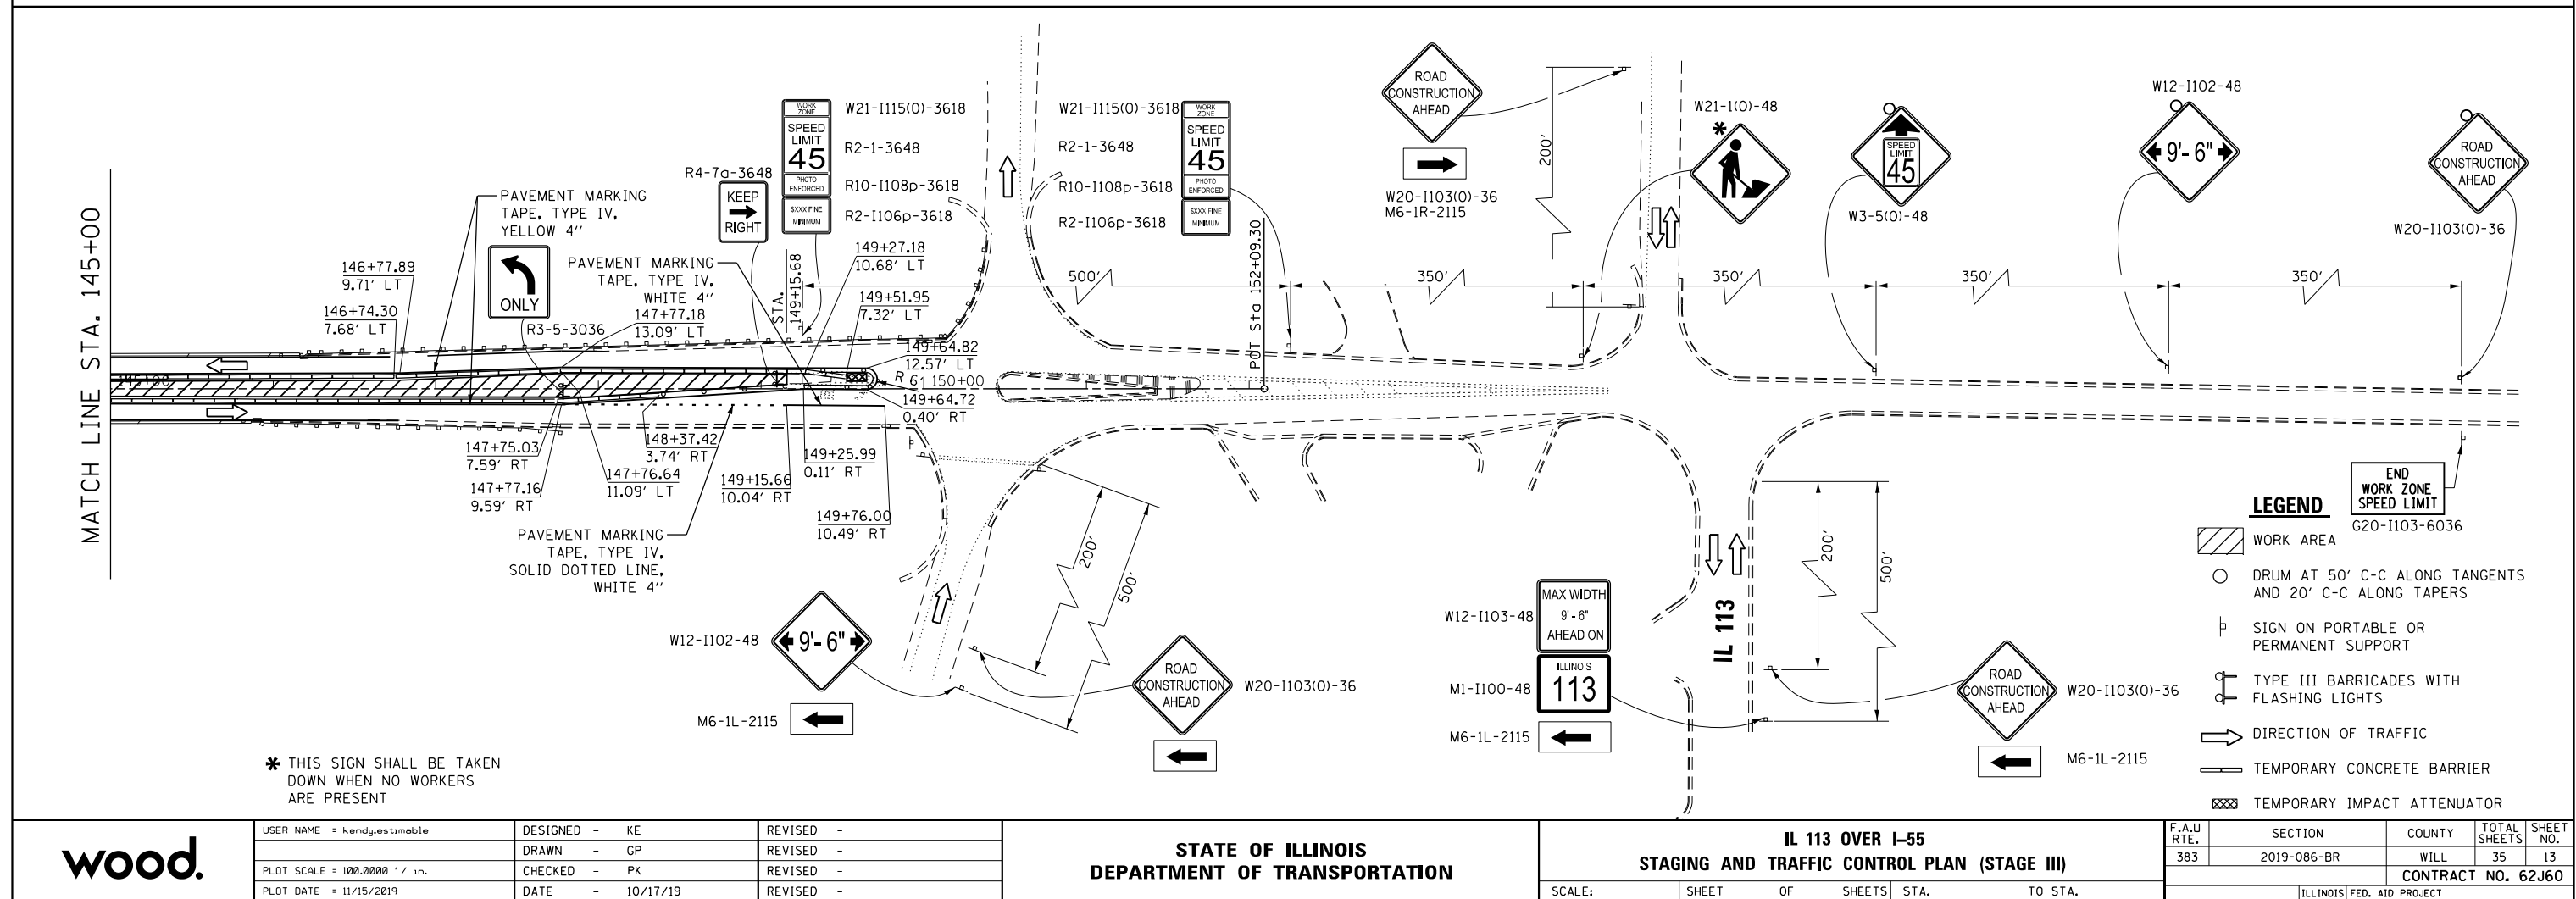 MATCH LINE STA. 145+00
145+00
146+77.89
9.71' LT
146+74.30
7.68' LT
PAVEMENT MARKING
TAPE, TYPE IV,
YELLOW 4"
ONLY
R3-5-3036
PAVEMENT MARKING
TAPE, TYPE IV,
WHITE 4"
147+77.18
13.09' LT
R4-7a-3648
KEEP
RIGHT
WORK
ZONE
SPEED
LIMIT
45
PHOTO
ENFORCED
$XXX FINE
MINIMUM
W21-I115(O)-3618
R2-1-3648
R10-I108p-3618
R2-I106p-3618
STA.
149+15.68
149+27.18
10.68' LT
149+51.95
7.32' LT
149+64.82
12.57' LT
R 6
150+00
149+64.72
0.40' RT
147+75.03
7.59' RT
147+77.16
9.59' RT
147+76.64
11.09' LT
148+37.42
3.74' RT
149+15.66
10.04' RT
149+25.99
0.11' RT
149+76.00
10.49' RT
PAVEMENT MARKING
TAPE, TYPE IV,
SOLID DOTTED LINE,
WHITE 4"
W21-I115(O)-3618
R2-1-3648
R10-I108p-3618
R2-I106p-3618
WORK
ZONE
SPEED
LIMIT
45
PHOTO
ENFORCED
$XXX FINE
MINIMUM
500'
POT Sta 152+09.30
ROAD
CONSTRUCTION
AHEAD
W20-I103(O)-36
M6-1R-2115
200'
350'
350'
350'
350'
W21-1(O)-48
*
SPEED
LIMIT
45
W3-5(O)-48
W12-I102-48
9'-6"
ROAD
CONSTRUCTION
AHEAD
W20-I103(O)-36
W12-I102-48
9'-6"
M6-1L-2115
200'
500'
ROAD
CONSTRUCTION
AHEAD
W20-I103(O)-36
W12-I103-48
MAX WIDTH
9'-6"
AHEAD ON
M1-I100-48
ILLINOIS
113
M6-1L-2115
IL 113
200'
500'
ROAD
CONSTRUCTION
AHEAD
W20-I103(O)-36
M6-1L-2115
END
WORK ZONE
SPEED LIMIT
G20-I103-6036
LEGEND
WORK AREA
DRUM AT 50' C-C ALONG TANGENTS
AND 20' C-C ALONG TAPERS
SIGN ON PORTABLE OR
PERMANENT SUPPORT
TYPE III BARRICADES WITH
FLASHING LIGHTS
DIRECTION OF TRAFFIC
TEMPORARY CONCRETE BARRIER
TEMPORARY IMPACT ATTENUATOR
* THIS SIGN SHALL BE TAKEN
DOWN WHEN NO WORKERS
ARE PRESENT
wood.
USER NAME = kendy.estimable
PLOT SCALE = 100.0000 ' / in.
PLOT DATE = 11/15/2019
DESIGNED - KE
DRAWN - GP
CHECKED - PK
DATE - 10/17/19
REVISED -
REVISED -
REVISED -
REVISED -
STATE OF ILLINOIS
DEPARTMENT OF TRANSPORTATION
IL 113 OVER I-55
STAGING AND TRAFFIC CONTROL PLAN (STAGE III)
SCALE: SHEET OF SHEETS STA. TO STA.
F.A.U RTE. SECTION COUNTY TOTAL SHEETS SHEET NO.
383 2019-086-BR WILL 35 13
CONTRACT NO. 62J60
ILLINOIS FED. AID PROJECT